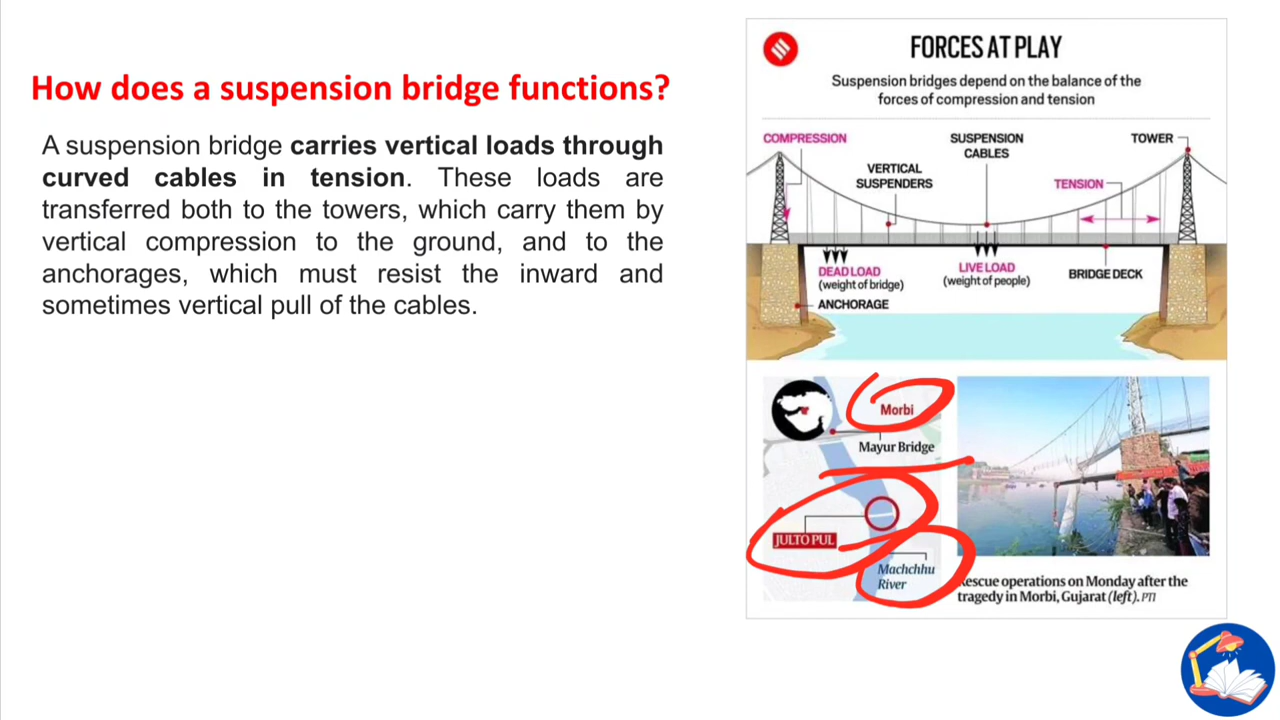 How does a suspension bridge functions?
A suspension bridge carries vertical loads through
curved cables in tension. These loads are
transferred both to the towers, which carry them by
vertical compression to the ground, and to the
anchorages, which must resist the inward and
sometimes vertical pull of the cables.
FORCES AT PLAY
Suspension bridges depend on the balance of the
forces of compression and tension
COMPRESSION
SUSPENSION
CABLES
TOWER
VERTICAL
SUSPENDERS
TENSION
DEAD LOAD
(weight of bridge)
LIVE LOAD
(weight of people)
BRIDGE DECK
ANCHORAGE
Morbi
Mayur Bridge
JULTO PUL
Machchhu
River
Rescue operations on Monday after the
tragedy in Morbi, Gujarat (left). PTI